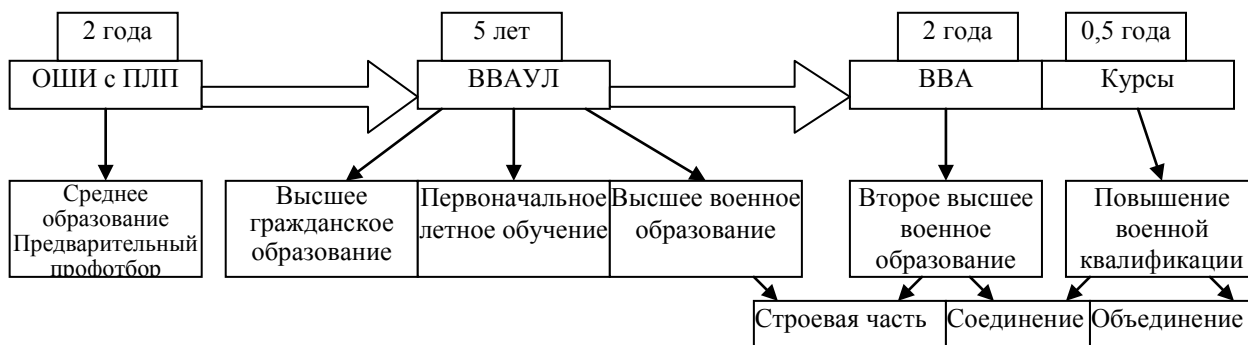 2 года
5 лет
2 года
0,5 года
ОШИ с ПЛП
ВВАУЛ
ВВА
Курсы
Среднее
образование
Предварительный
профотбор
Высшее
гражданское
образование
Первоначальное
летное обучение
Высшее военное
образование
Второе высшее
военное
образование
Повышение
военной
квалификации
Строевая часть
Соединение
Объединение